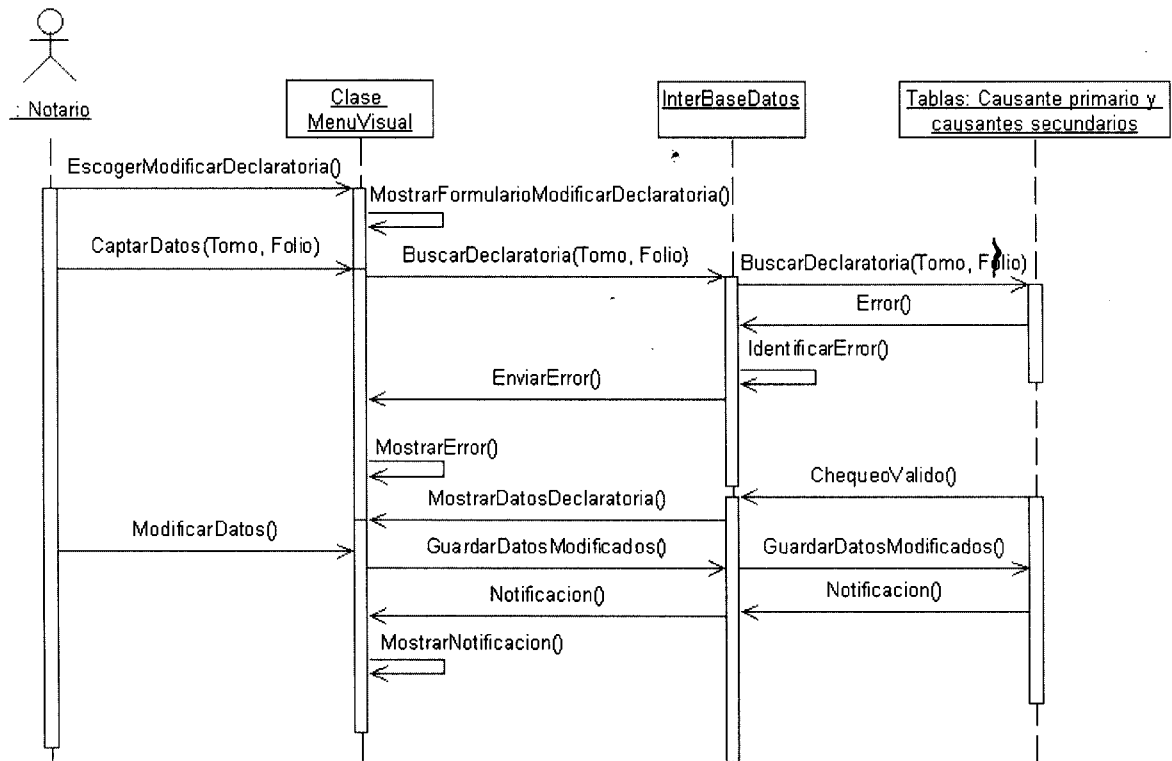 : Notario
Clase
MenuVisual
InterBaseDatos
Tablas: Causante primario y
causantes secundarios
EscogerModificarDeclaratoria()
MostrarFormularioModificarDeclaratoria()
CaptarDatos(Tomo, Folio)
BuscarDeclaratoria(Tomo, Folio)
BuscarDeclaratoria(Tomo, Folio)
Error()
IdentificarError()
EnviarError()
MostrarError()
ChequeoValido()
MostrarDatosDeclaratoria()
ModificarDatos()
GuardarDatosModificados()
GuardarDatosModificados()
Notificacion()
Notificacion()
MostrarNotificacion()